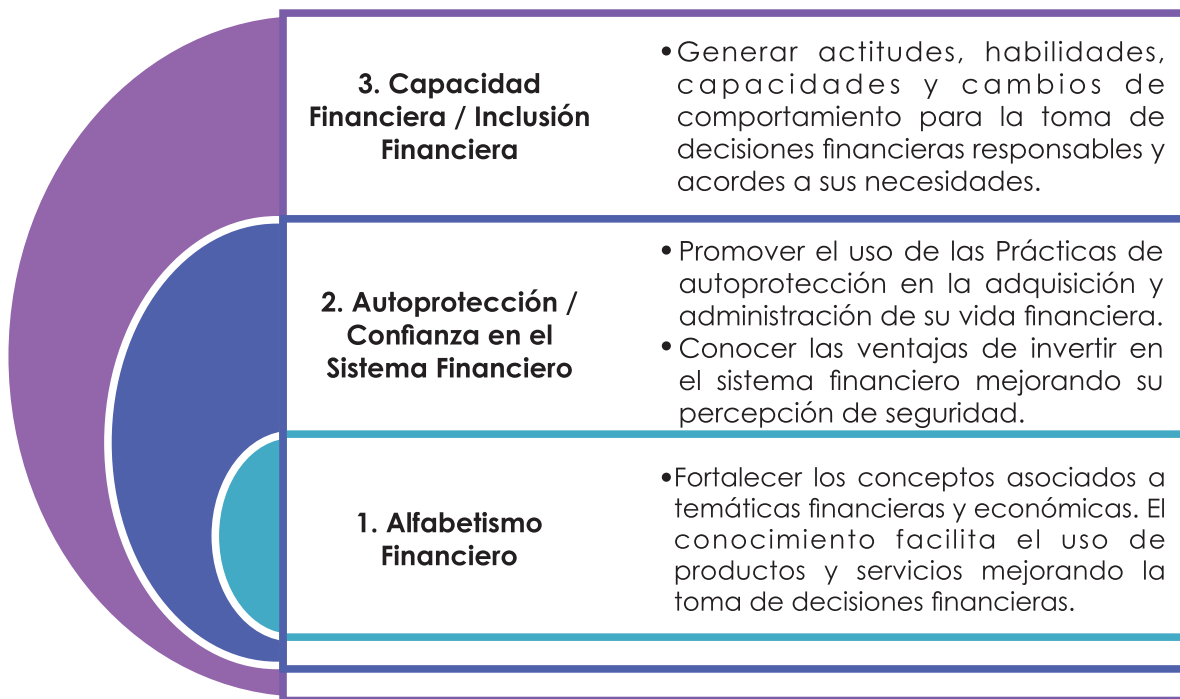 3. Capacidad
Financiera / Inclusión
Financiera
•Generar actitudes, habilidades,
capacidades y cambios de
comportamiento para la toma de
decisiones financieras responsables y
acordes a sus necesidades.
2. Autoprotección /
Confianza en el
Sistema Financiero
• Promover el uso de las Prácticas de
autoprotección en la adquisición y
administración de su vida financiera.
• Conocer las ventajas de invertir en
el sistema financiero mejorando su
percepción de seguridad.
1. Alfabetismo
Financiero
•Fortalecer los conceptos asociados a
temáticas financieras y económicas. El
conocimiento facilita el uso de
productos y servicios mejorando la
toma de decisiones financieras.